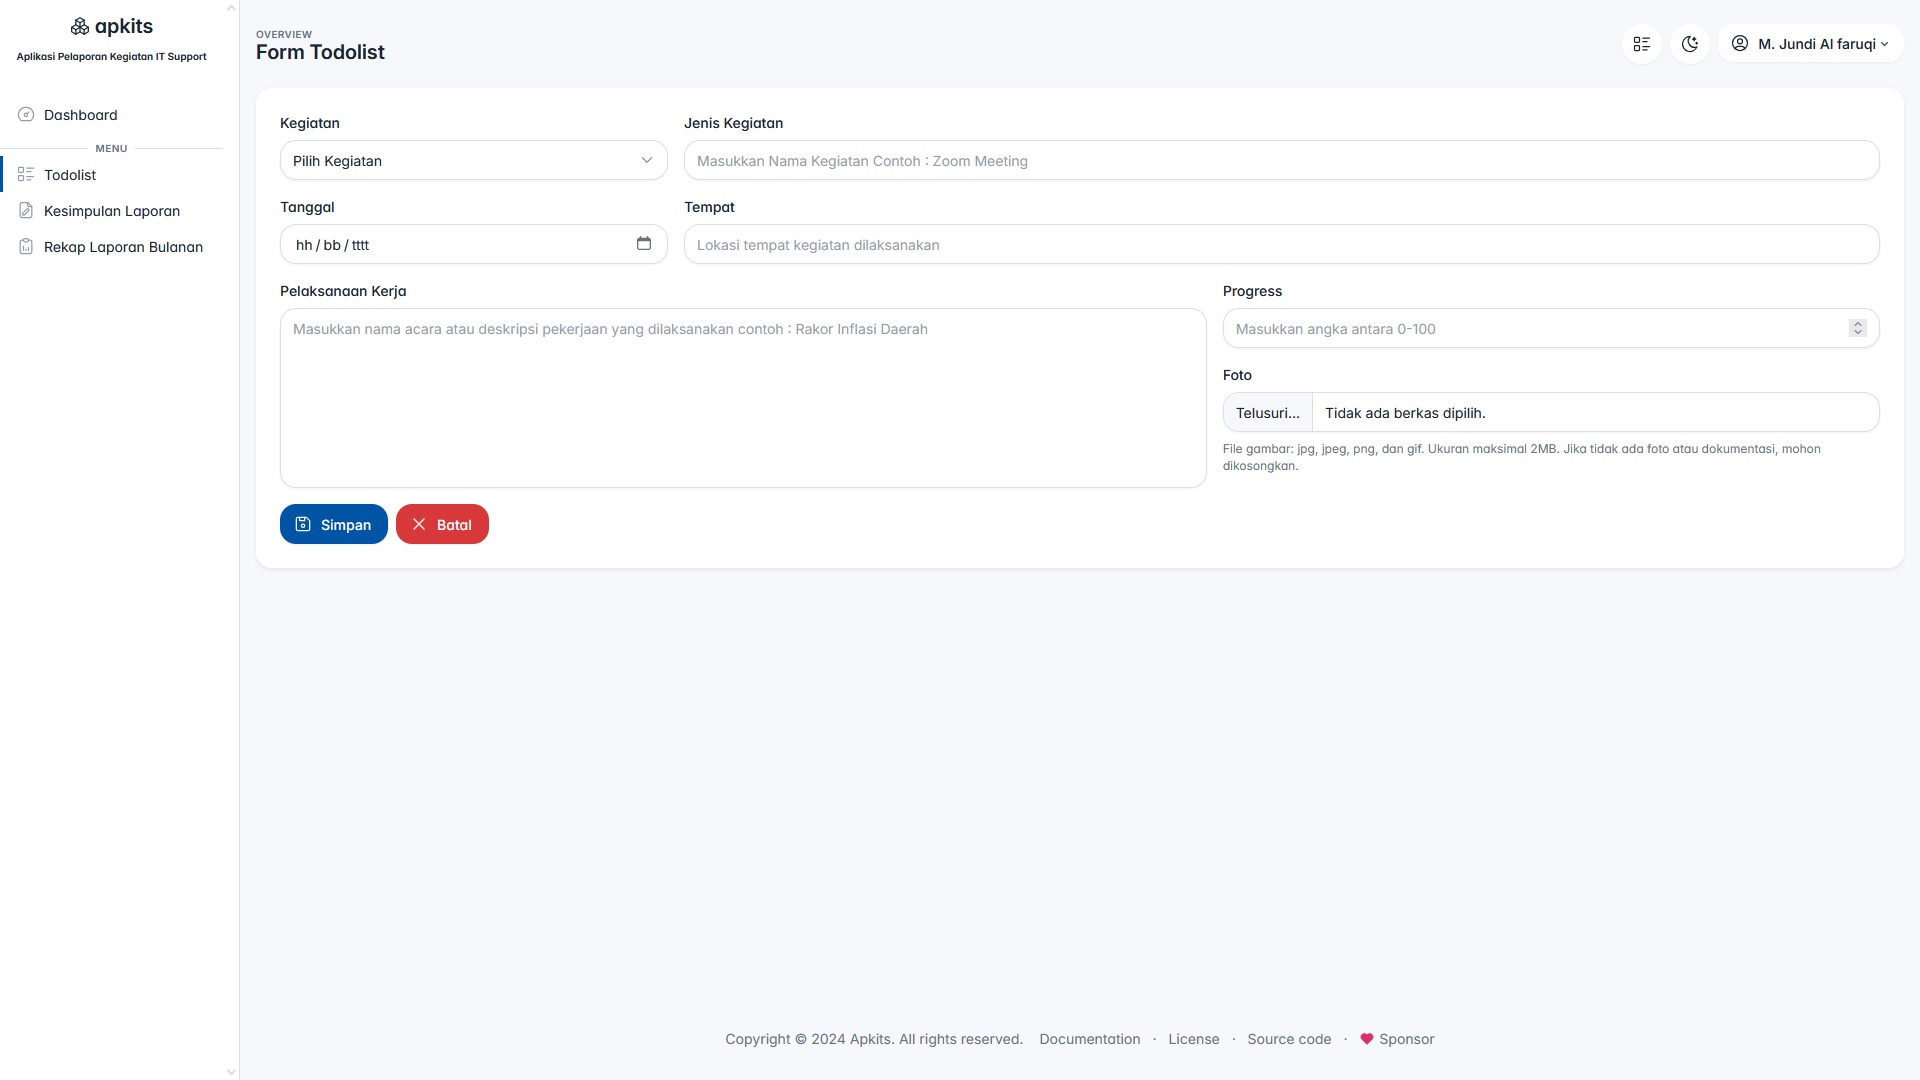 apkits
Aplikasi Pelaporan Kegiatan IT Support
Dashboard
MENU
Todolist
Kesimpulan Laporan
Rekap Laporan Bulanan
OVERVIEW
Form Todolist
M. Jundi Al faruqi
Kegiatan
Pilih Kegiatan
Jenis Kegiatan
Masukkan Nama Kegiatan Contoh : Zoom Meeting
Tanggal
hh / bb / tttt
Tempat
Lokasi tempat kegiatan dilaksanakan
Pelaksanaan Kerja
Masukkan nama acara atau deskripsi pekerjaan yang dilaksanakan contoh : Rakor Inflasi Daerah
Progress
Masukkan angka antara 0-100
Foto
Telusuri... Tidak ada berkas dipilih.
File gambar: jpg, jpeg, png, dan gif. Ukuran maksimal 2MB. Jika tidak ada foto atau dokumentasi, mohon
dikosongkan.
Simpan Batal
Copyright © 2024 Apkits. All rights reserved. Documentation · License · Source code · Sponsor